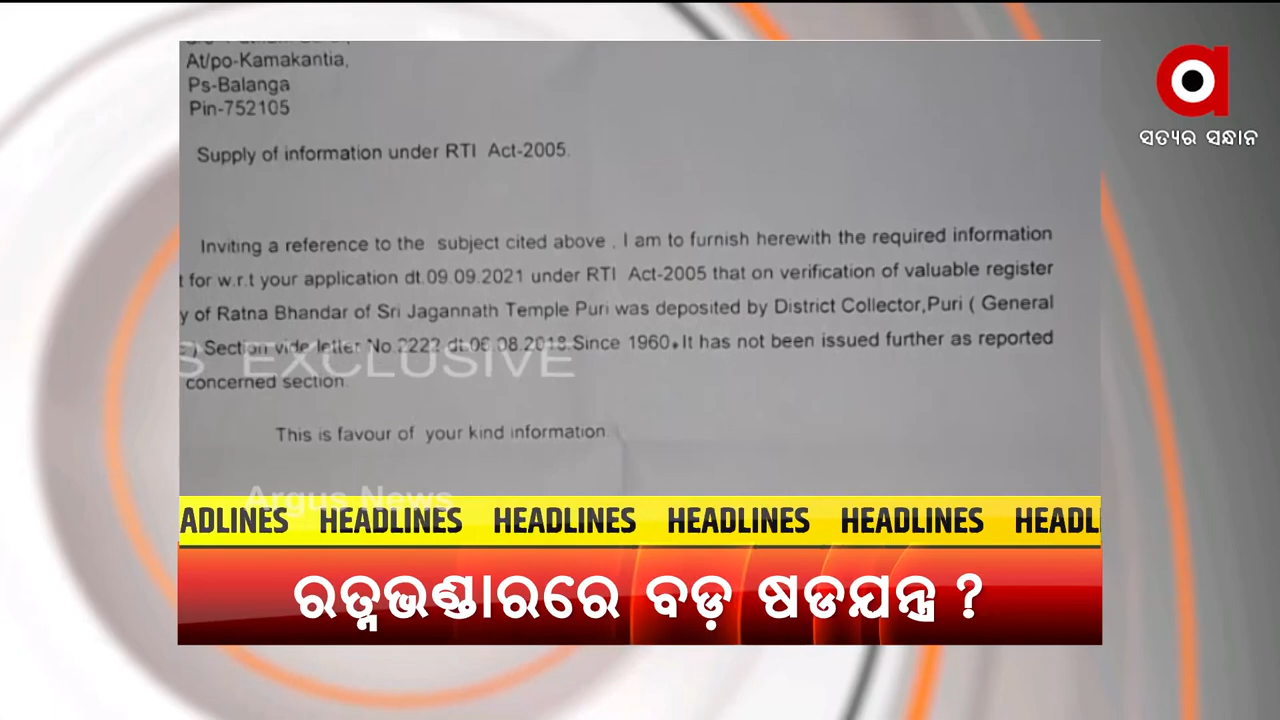 At/po-Kamakantia,
Ps-Balanga
Pin-752105
Supply of information under RTI Act-2005.
Inviting a reference to the subject cited above , I am to furnish herewith the required information
t for w.r.t your application dt.09.09.2021 under RTI Act-2005 that on verification of valuable register
y of Ratna Bhandar of Sri Jagannath Temple Puri was deposited by District Collector,Puri ( General
) Section vide letter No.2222 dt.06.08.2018.Since 1960.It has not been issued further as reported
S EXCLUSIVE
concerned section.
This is favour of your kind information.
Argus News
ADLINES HEADLINES HEADLINES HEADLINES HEADLINES HEADL
ରତ୍ନଭଣ୍ଡାରରେ ବଡ଼ ଷଡଯନ୍ତ୍ର ?
ସତ୍ୟର ସନ୍ଧାନ